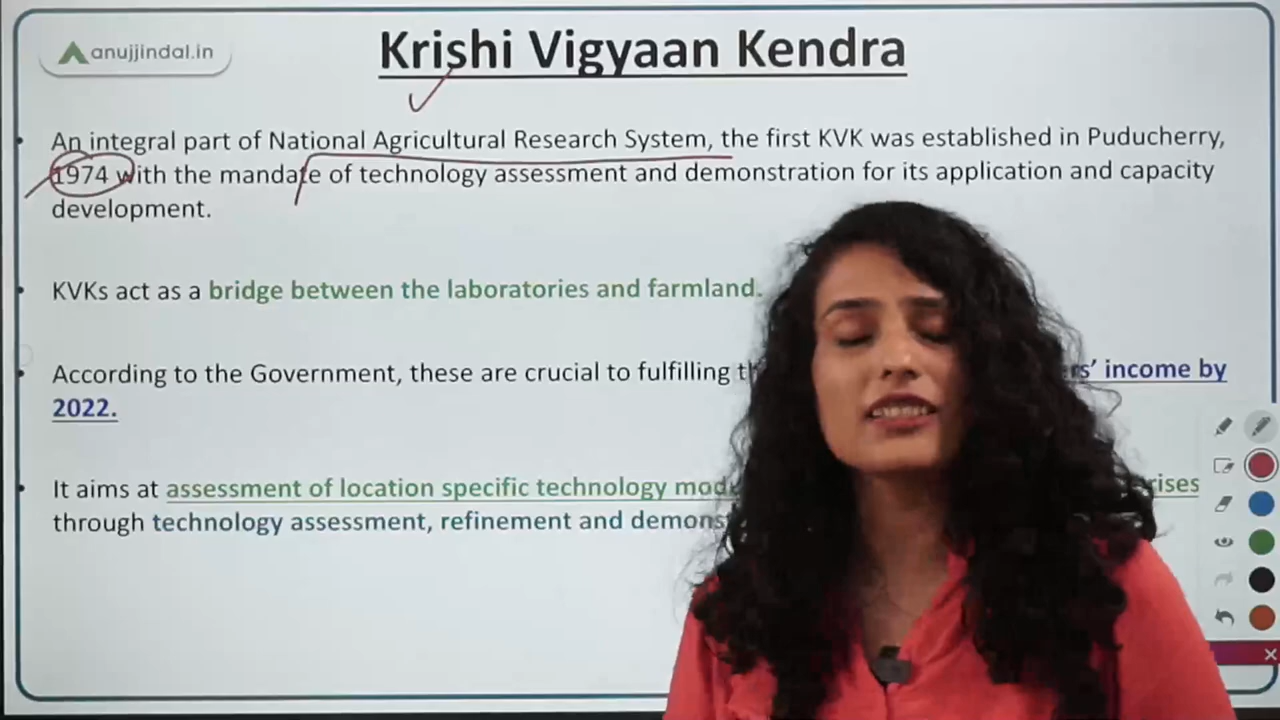 anujjindal.in
Krishi Vigyaan Kendra
An integral part of National Agricultural Research System, the first KVK was established in Puducherry,
1974 with the mandate of technology assessment and demonstration for its application and capacity
development.
KVKs act as a bridge between the laboratories and farmland.
According to the Government, these are crucial to fulfilling income by
2022.
It aims at assessment of location specific technology
through technology assessment, refinement and